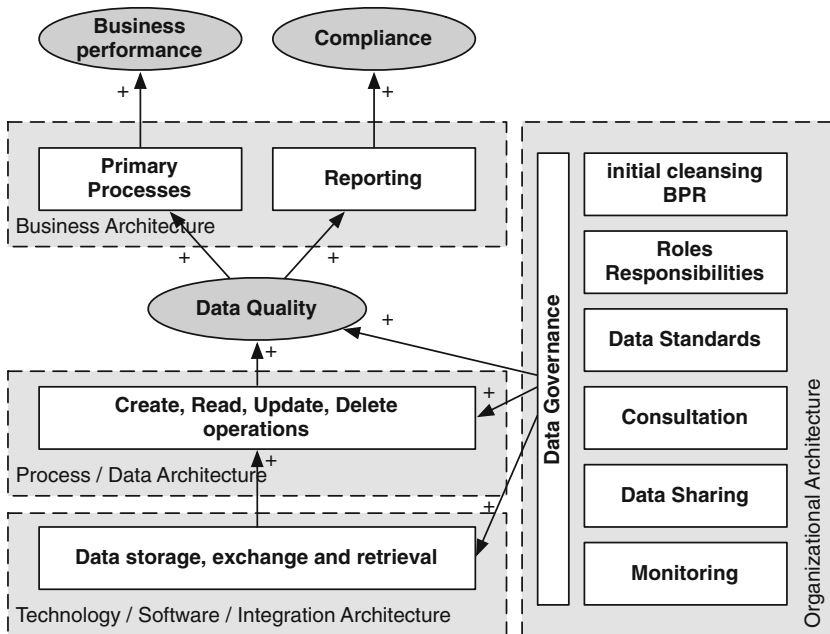 Business
performance
Compliance
+
+
Primary
Processes
Reporting
Business Architecture
+
+
Data Quality
+
+
Create, Read, Update, Delete
operations
+
Process / Data Architecture
+
+
Data storage, exchange and retrieval
Technology / Software / Integration Architecture
Data Governance
initial cleansing
BPR
Roles
Responsibilities
Data Standards
Consultation
Data Sharing
Monitoring
Organizational Architecture